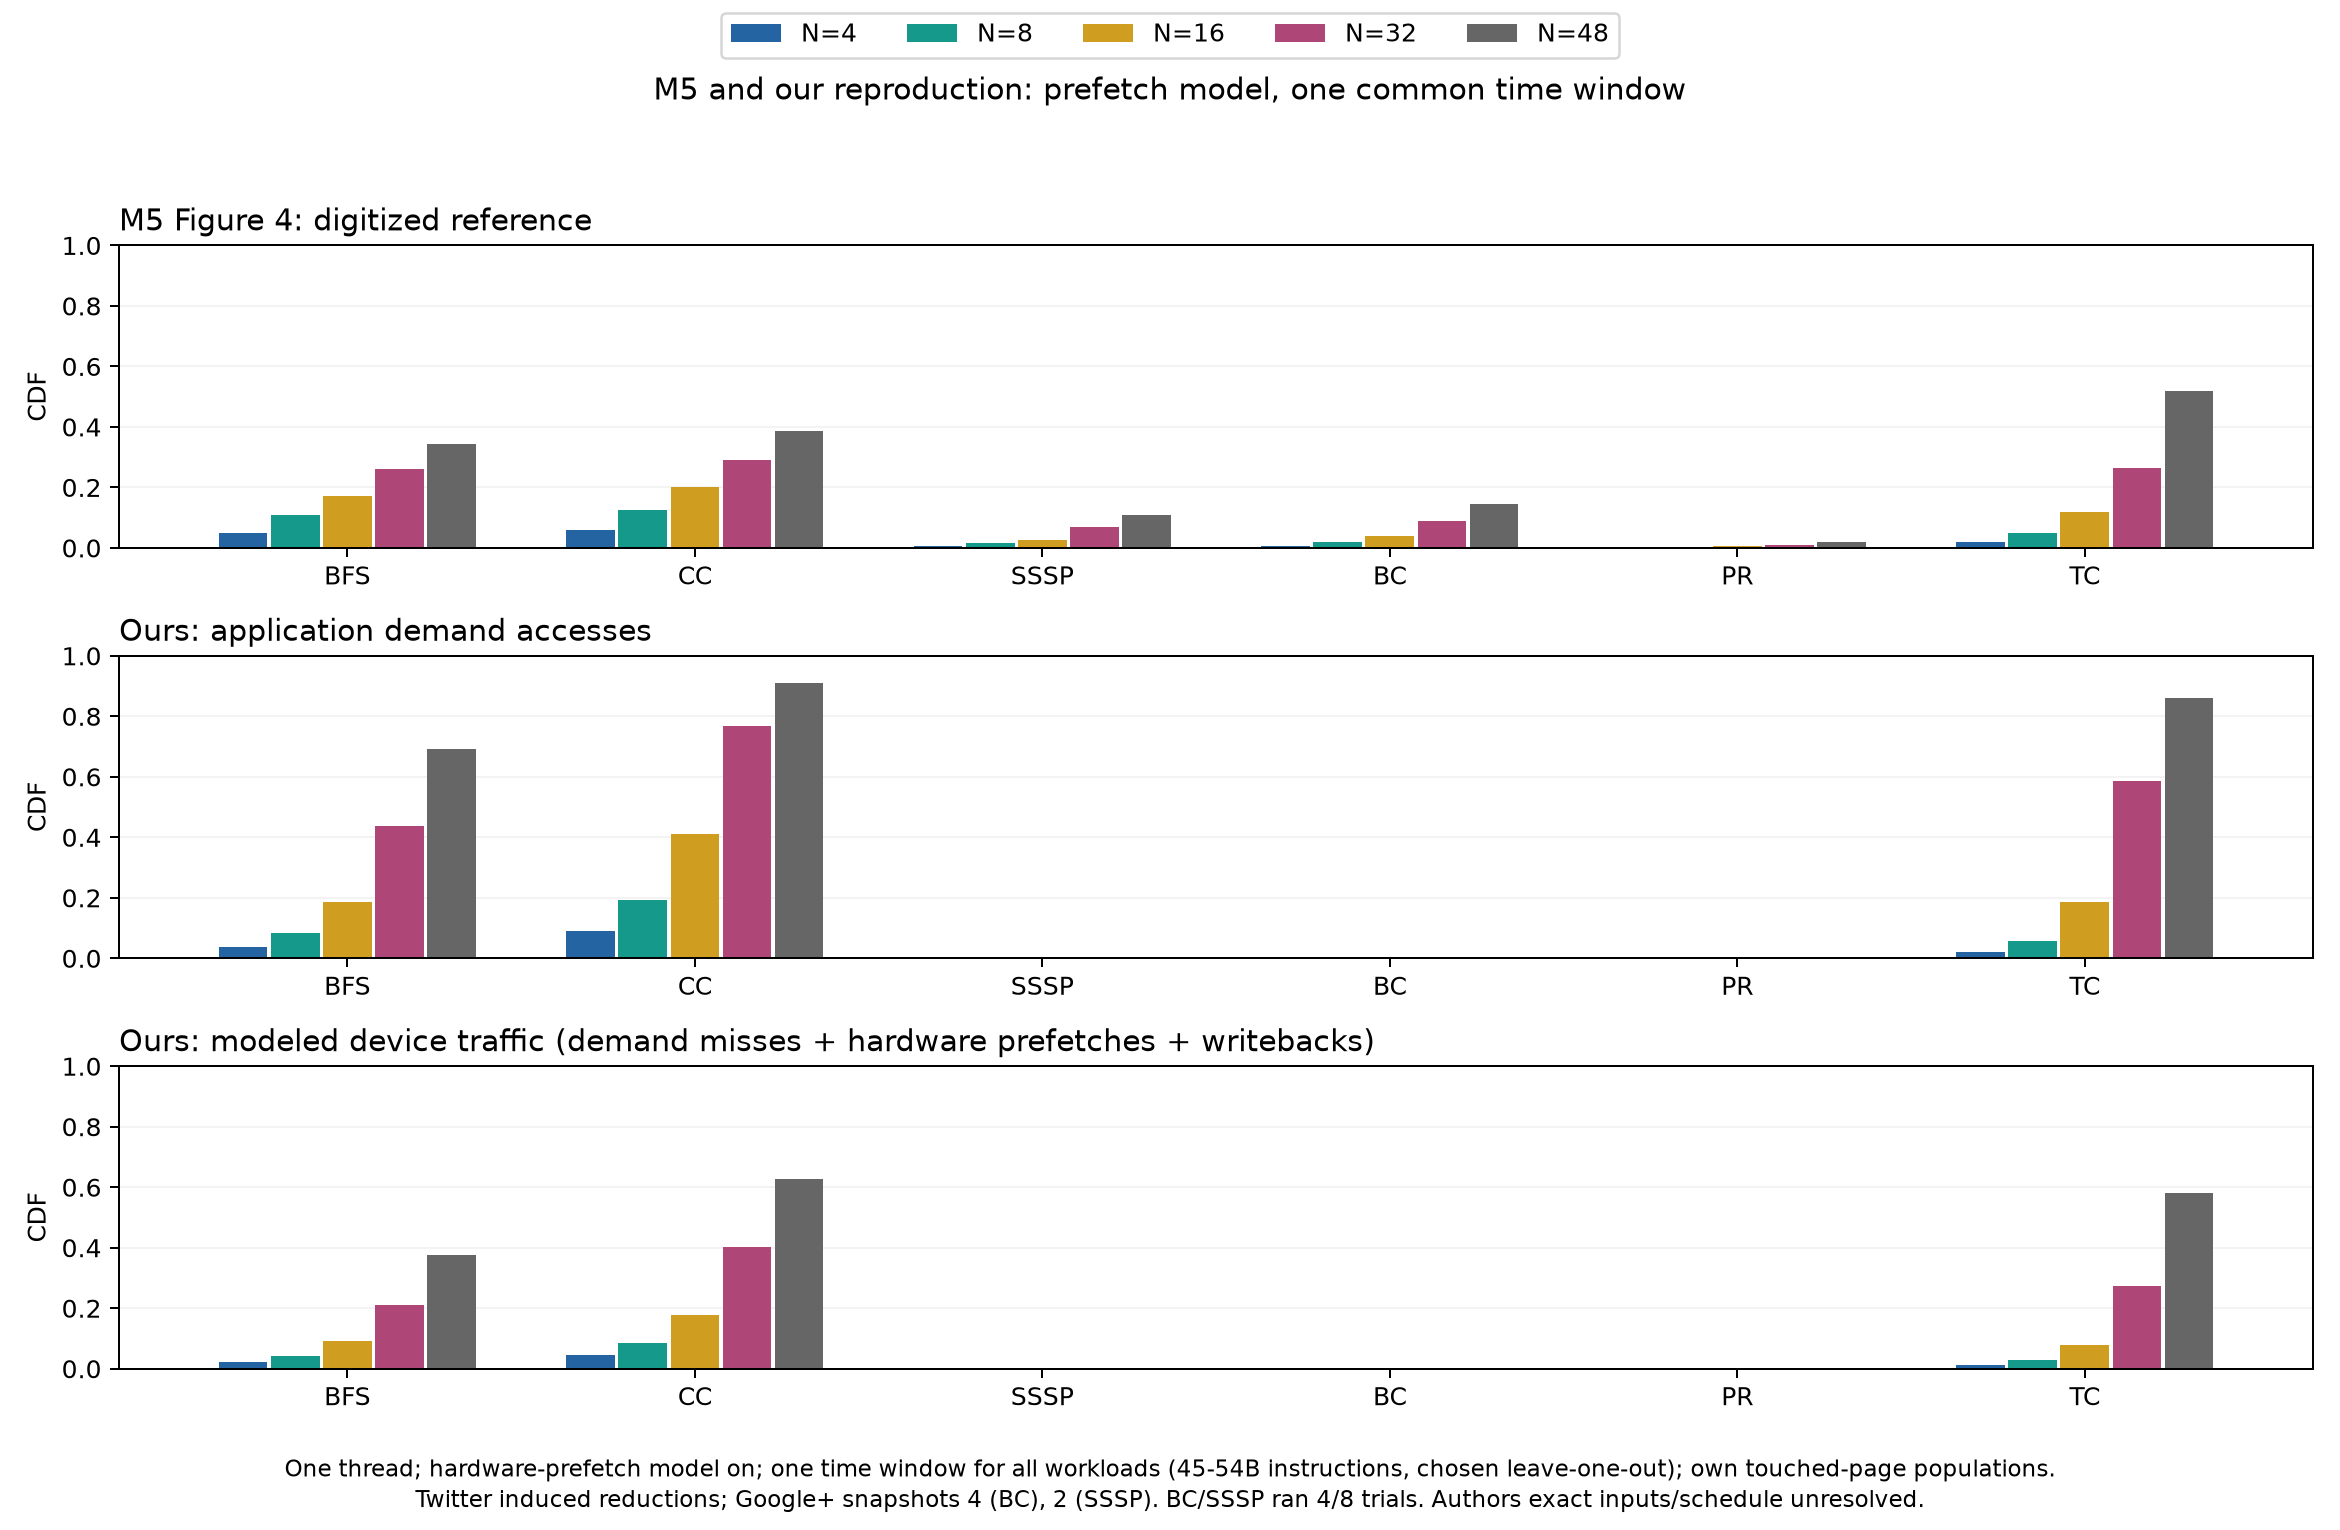 N=4 N=8 N=16 N=32 N=48
M5 and our reproduction: prefetch model, one common time window
M5 Figure 4: digitized reference
1.0
0.8
0.6
0.4
0.2
0.0
CDF
BFS CC SSSP BC PR TC
Ours: application demand accesses
1.0
0.8
0.6
0.4
0.2
0.0
CDF
BFS CC SSSP BC PR TC
Ours: modeled device traffic (demand misses + hardware prefetches + writebacks)
1.0
0.8
0.6
0.4
0.2
0.0
CDF
BFS CC SSSP BC PR TC
One thread; hardware-prefetch model on; one time window for all workloads (45-54B instructions, chosen leave-one-out); own touched-page populations.
Twitter induced reductions; Google+ snapshots 4 (BC), 2 (SSSP). BC/SSSP ran 4/8 trials. Authors exact inputs/schedule unresolved.